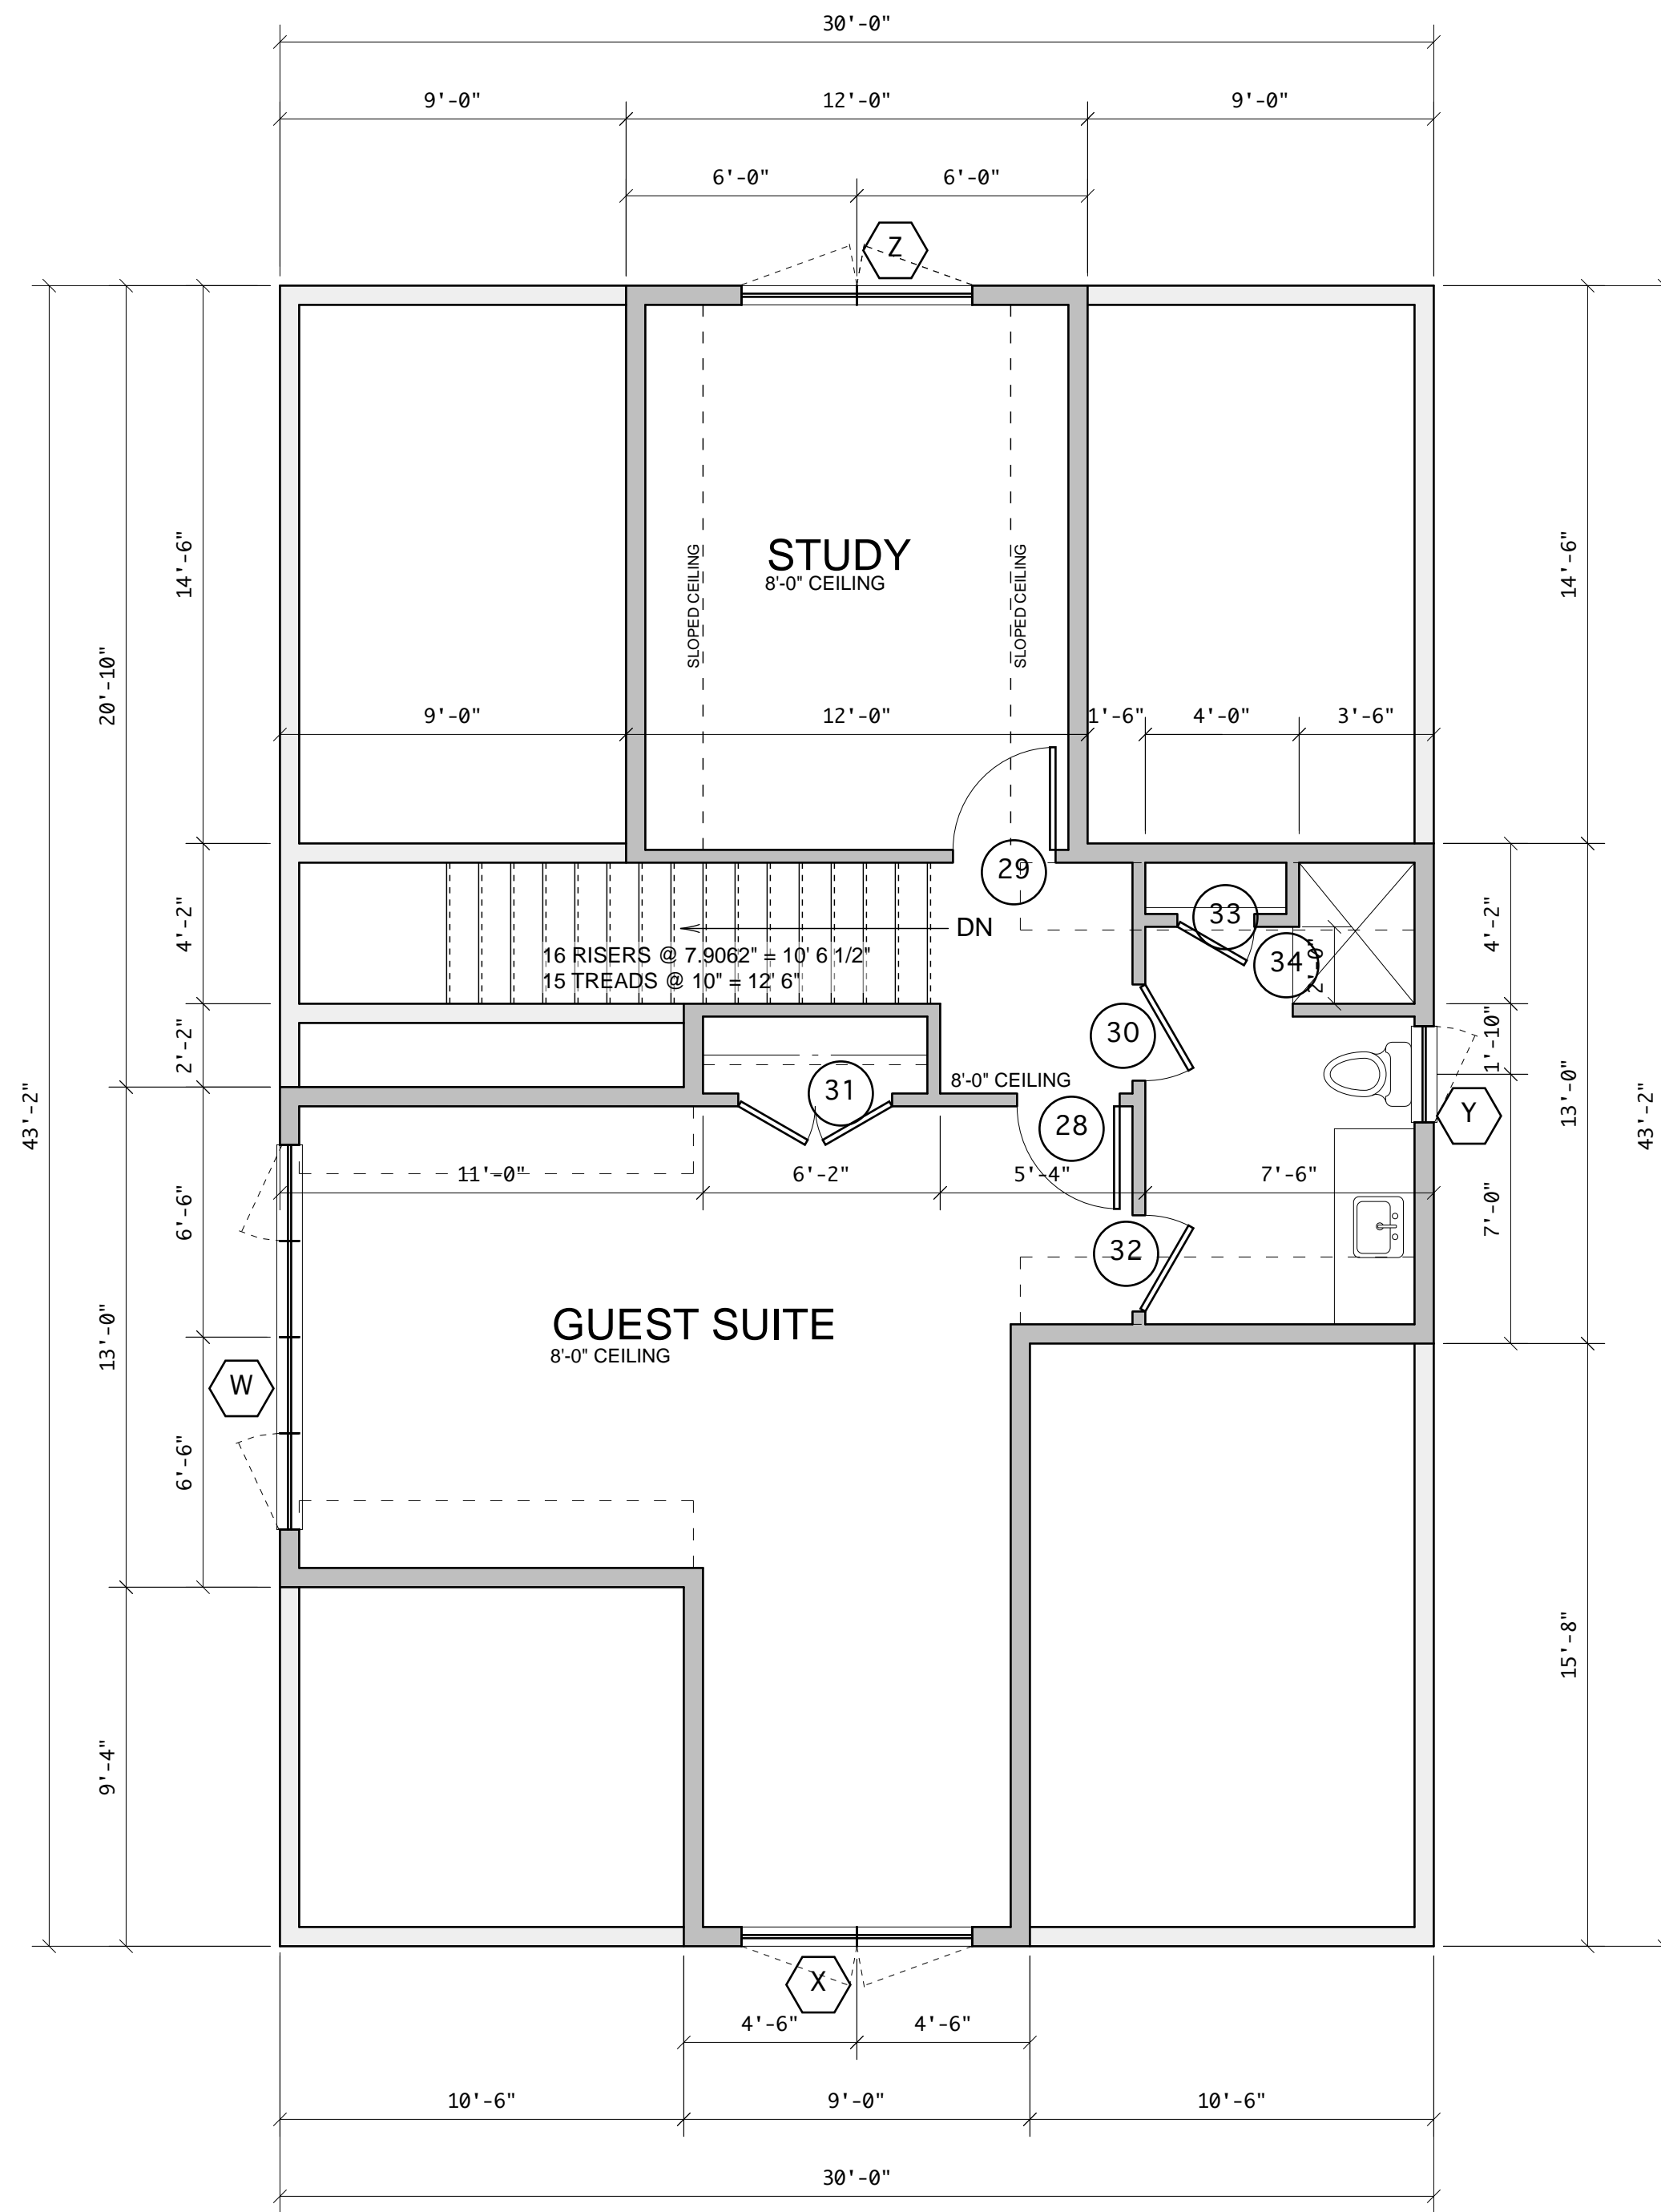 30'-0"
9'-0" 12'-0" 9'-0"
6'-0" 6'-0"
Z
STUDY
8'-0" CEILING
SLOPED CEILING
SLOPED CEILING
14'-6"
14'-6"
20'-10"
9'-0" 12'-0" 1'-6" 4'-0" 3'-6"
29
33
34
2'-0"
4'-2"
4'-2"
DN
16 RISERS @ 7.9062" = 10' 6 1/2"
15 TREADS @ 10" = 12' 6"
30
2'-2"
1'-10"
31
8'-0" CEILING
28
Y
43'-2"
13'-0"
43'-2"
11'-0" 6'-2" 5'-4" 7'-6"
6'-6"
7'-0"
32
GUEST SUITE
8'-0" CEILING
13'-0"
W
6'-6"
15'-8"
9'-4"
X
4'-6" 4'-6"
10'-6" 9'-0" 10'-6"
30'-0"